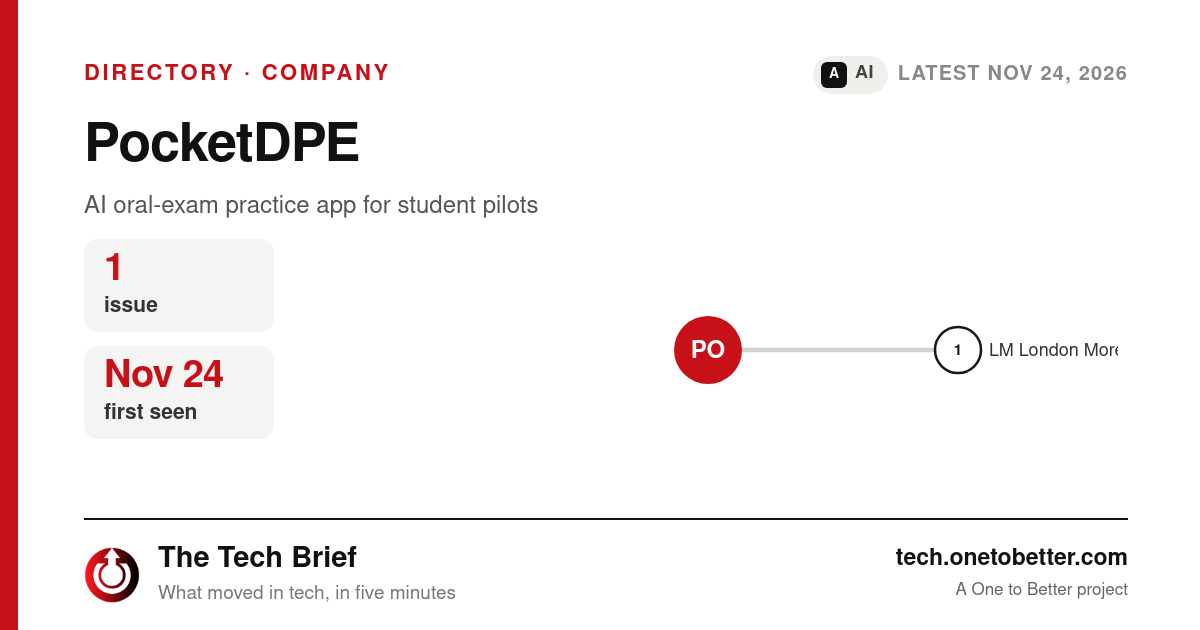 DIRECTORY · COMPANY
A AI LATEST NOV 24, 2026
PocketDPE
AI oral-exam practice app for student pilots
1
issue
Nov 24
first seen
PO
1
LM London
The Tech Brief
What moved in tech, in five minutes
tech.onetobetter.com
A One to Better project